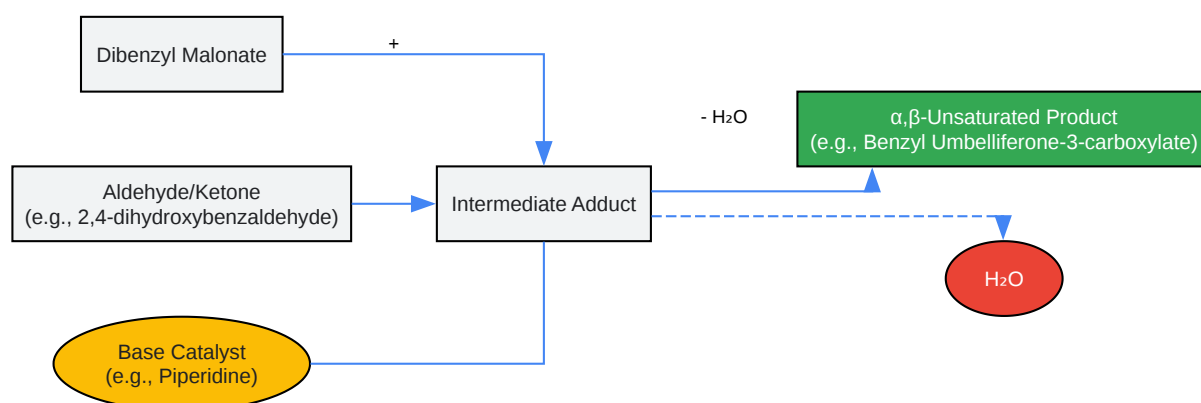 Dibenzyl Malonate
+
- H₂O
α,β-Unsaturated Product
(e.g., Benzyl Umbelliferone-3-carboxylate)
Aldehyde/Ketone
(e.g., 2,4-dihydroxybenzaldehyde)
Intermediate Adduct
H₂O
Base Catalyst
(e.g., Piperidine)